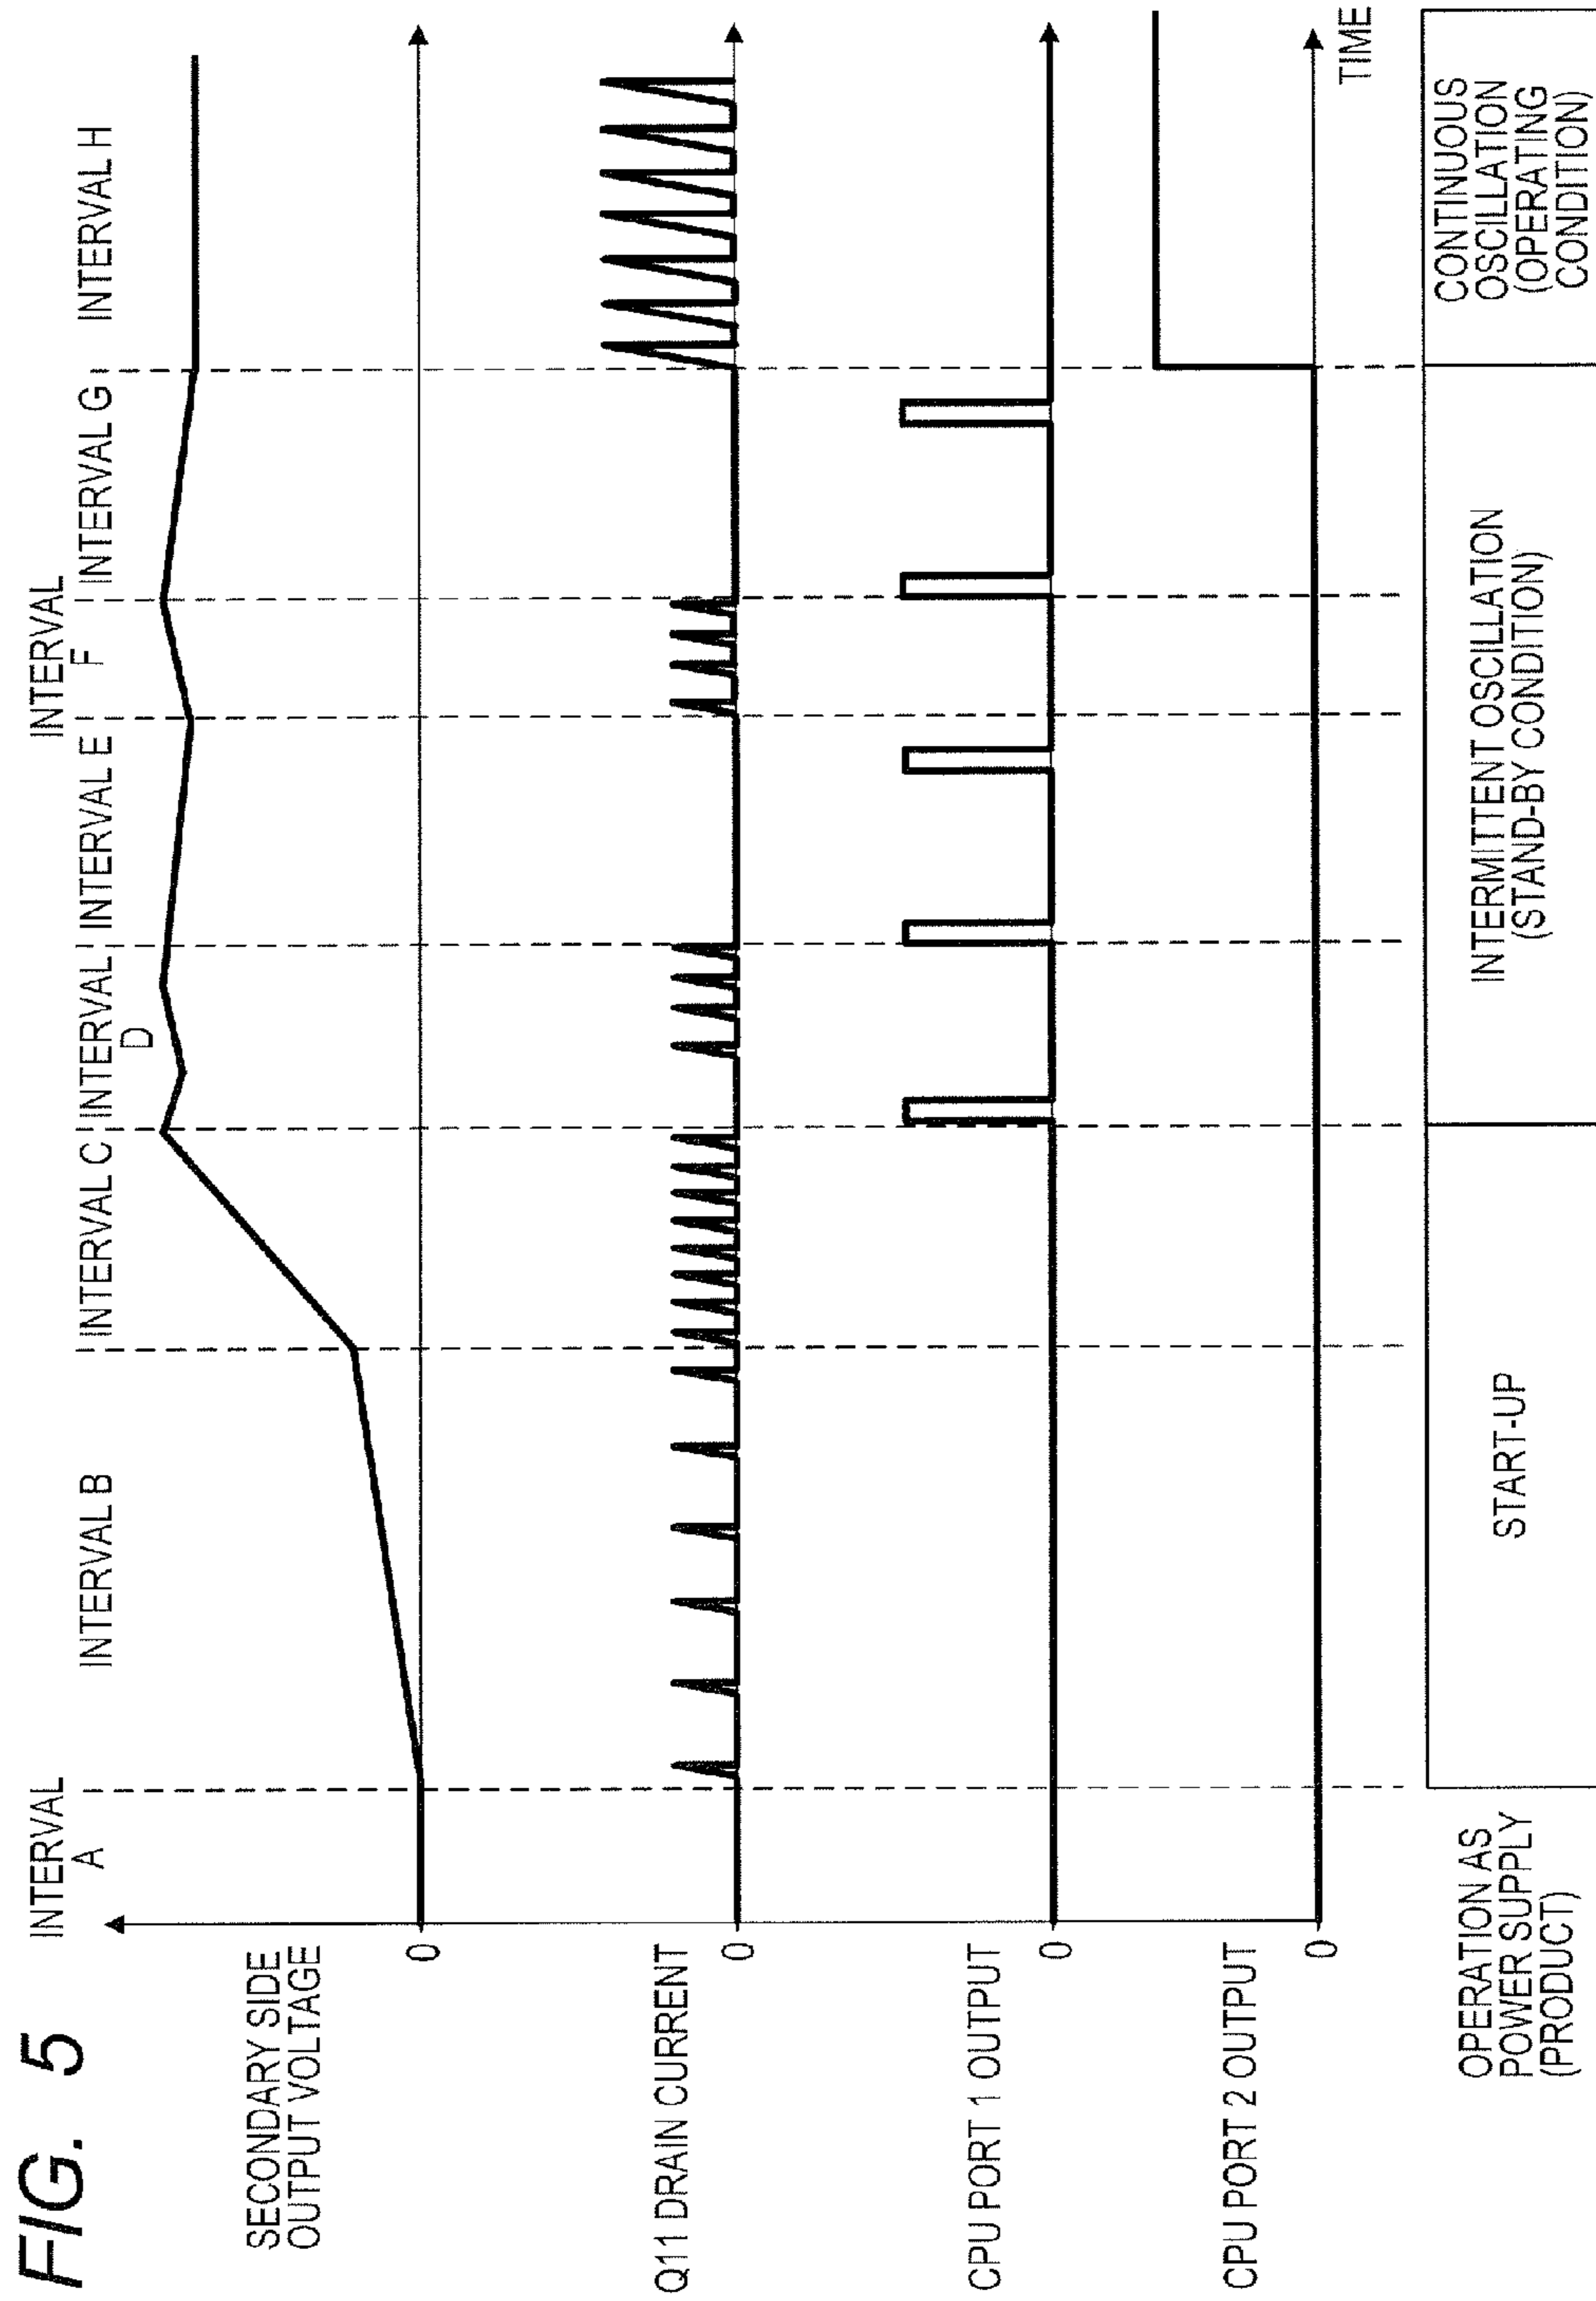 FIG. 5
INTERVAL
A
INTERVAL B
INTERVAL C
INTERVAL
D
INTERVAL E
INTERVAL
F
INTERVAL G
INTERVAL H
SECONDARY SIDE
OUTPUT VOLTAGE
0
Q11 DRAIN CURRENT
0
CPU PORT 1 OUTPUT
0
CPU PORT 2 OUTPUT
0
TIME
OPERATION AS
POWER SUPPLY
(PRODUCT)
START-UP
INTERMITTENT OSCILLATION
(STAND-BY CONDITION)
CONTINUOUS
OSCILLATION
(OPERATING
CONDITION)